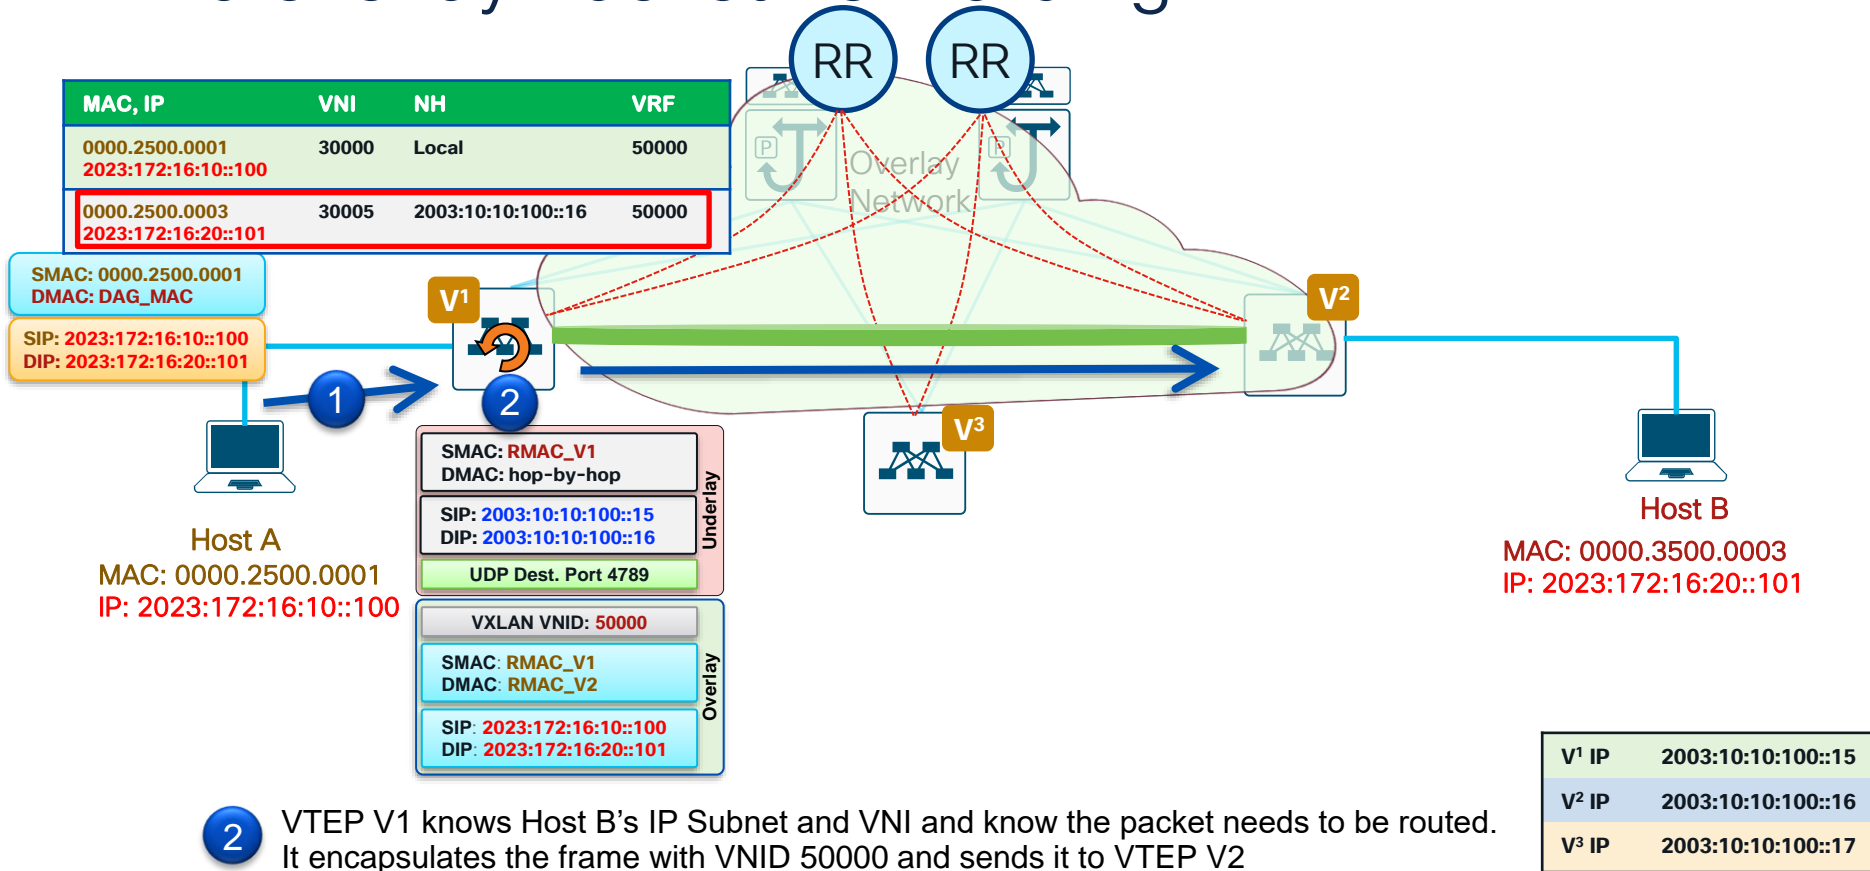 RR
RR
MAC, IP VNI NH VRF
0000.2500.0001 30000 Local 50000
2023:172:16:10::100
0000.2500.0003 30005 2003:10:10:100::16 50000
2023:172:16:20::101
P
P
Overlay
Network
SMAC: 0000.2500.0001
DMAC: DAG_MAC
SIP: 2023:172:16:10::100
DIP: 2023:172:16:20::101
V1
V2
V3
1
2
SMAC: RMAC_V1
DMAC: hop-by-hop
SIP: 2003:10:10:100::15
DIP: 2003:10:10:100::16
UDP Dest. Port 4789
Underlay
VXLAN VNID: 50000
SMAC: RMAC_V1
DMAC: RMAC_V2
SIP: 2023:172:16:10::100
DIP: 2023:172:16:20::101
Overlay
Host A
MAC: 0000.2500.0001
IP: 2023:172:16:10::100
Host B
MAC: 0000.3500.0003
IP: 2023:172:16:20::101
2
VTEP V1 knows Host B's IP Subnet and VNI and know the packet needs to be routed.
It encapsulates the frame with VNID 50000 and sends it to VTEP V2
V1 IP 2003:10:10:100::15
V2 IP 2003:10:10:100::16
V3 IP 2003:10:10:100::17